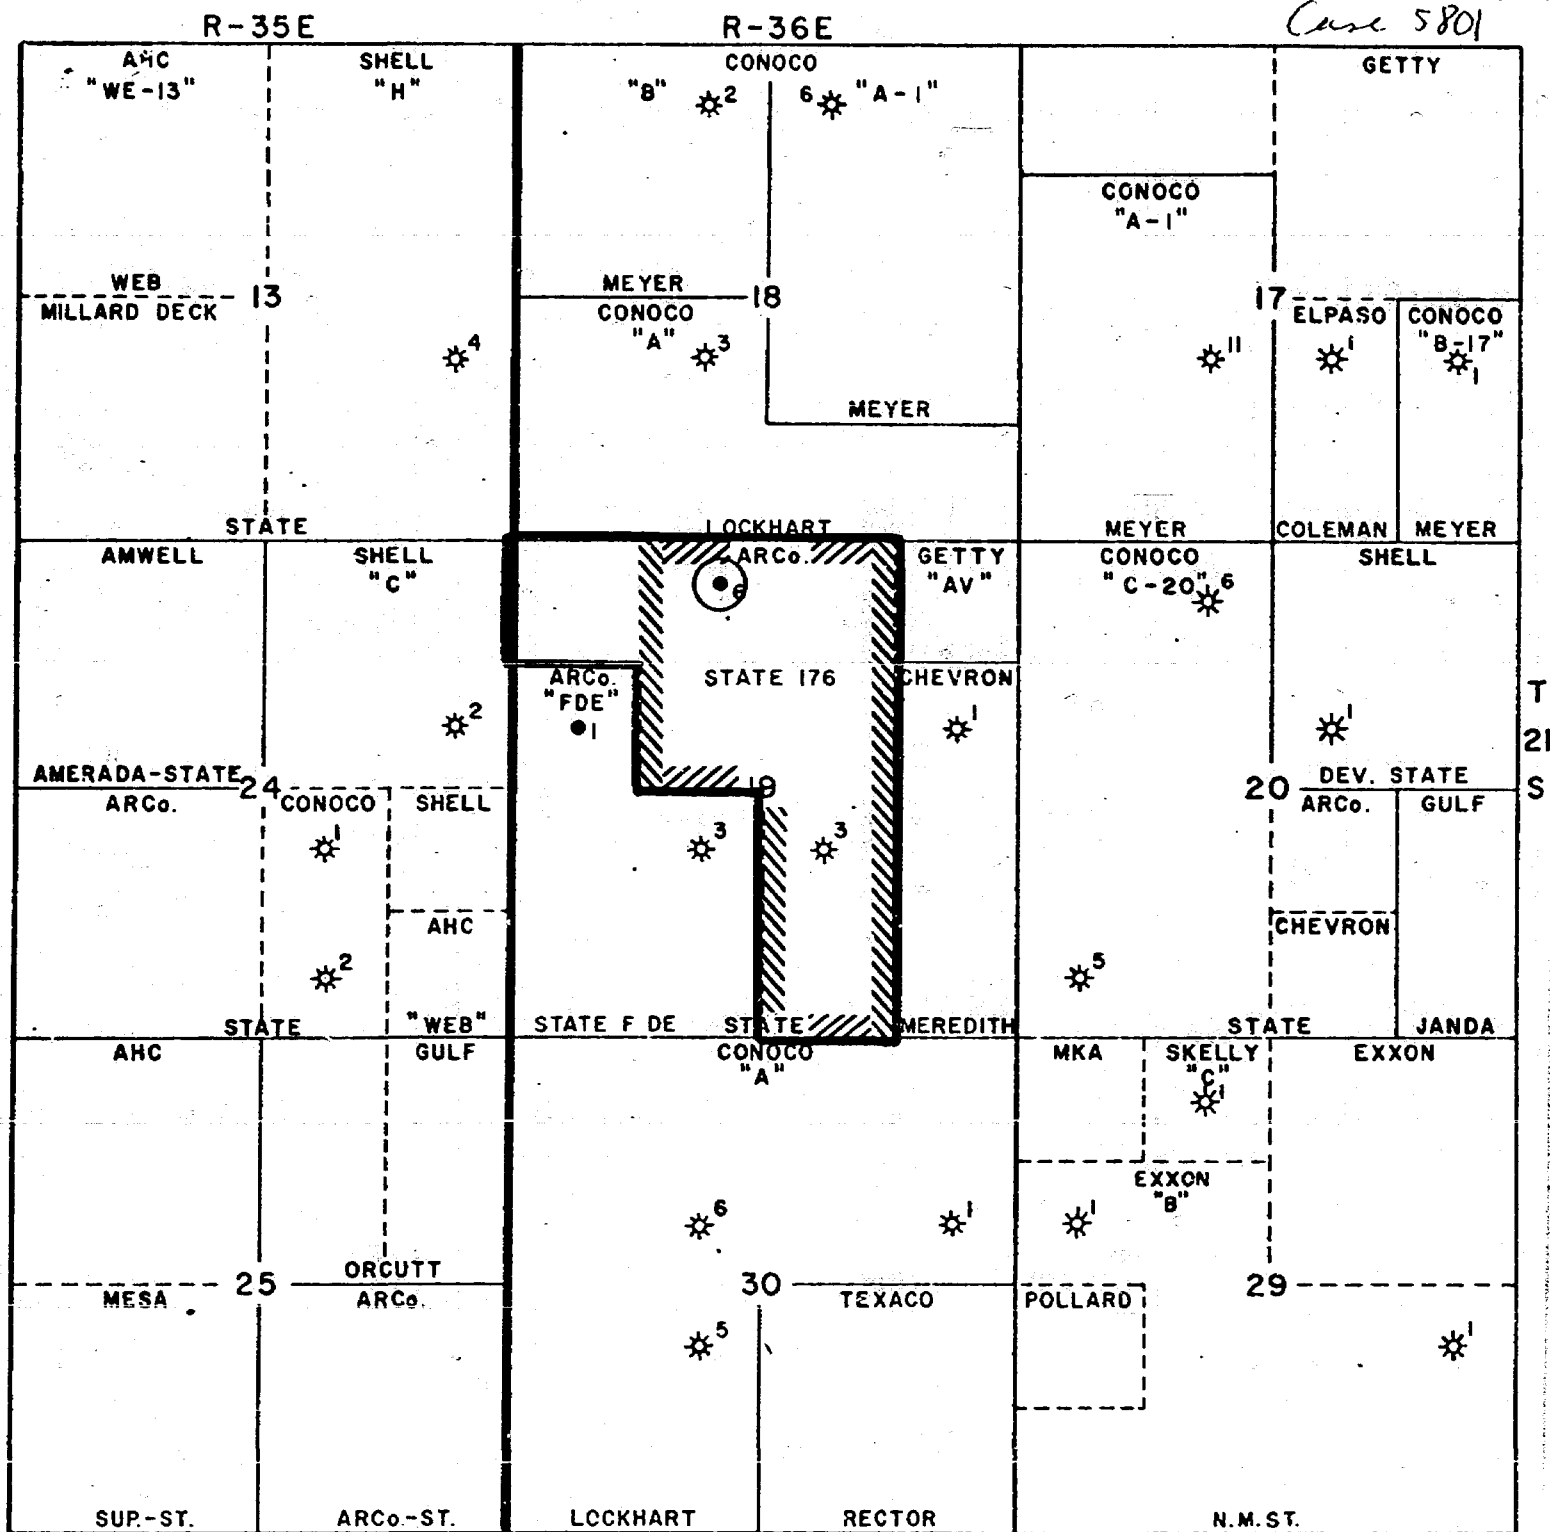 Case 5801
R-35E R-36E
AHC SHELL CONOCO GETTY
"WE-13" "H" "B" 2 6 "A-1"
CONOCO
"A-1"
WEB MEYER
13 18 17
MILLARD DECK CONOCO ELPASO CONOCO
"A" "B-17"
4 3 11 1 1
MEYER
STATE LOCKHART MEYER COLEMAN MEYER
AMWELL SHELL ARCo. GETTY CONOCO SHELL
"C" 6 "AV" "C-20" 6
ARCo. STATE 176 CHEVRON
"FDE"
2 1 1 1
T
21
S
AMERADA-STATE 24 19 20 DEV. STATE
ARCo. CONOCO SHELL ARCo. GULF
1 3 3
AHC CHEVRON
2 5
STATE "WEB" STATE F DE STATE MEREDITH STATE JANDA
AHC GULF CONOCO MKA SKELLY EXXON
"A" "C"
1
EXXON
"B"
6 1 1
ORCUTT
25 30 29
MESA ARCo. TEXACO POLLARD
5 1
SUP.-ST. ARCo.-ST. LOCKHART RECTOR N.M.ST.